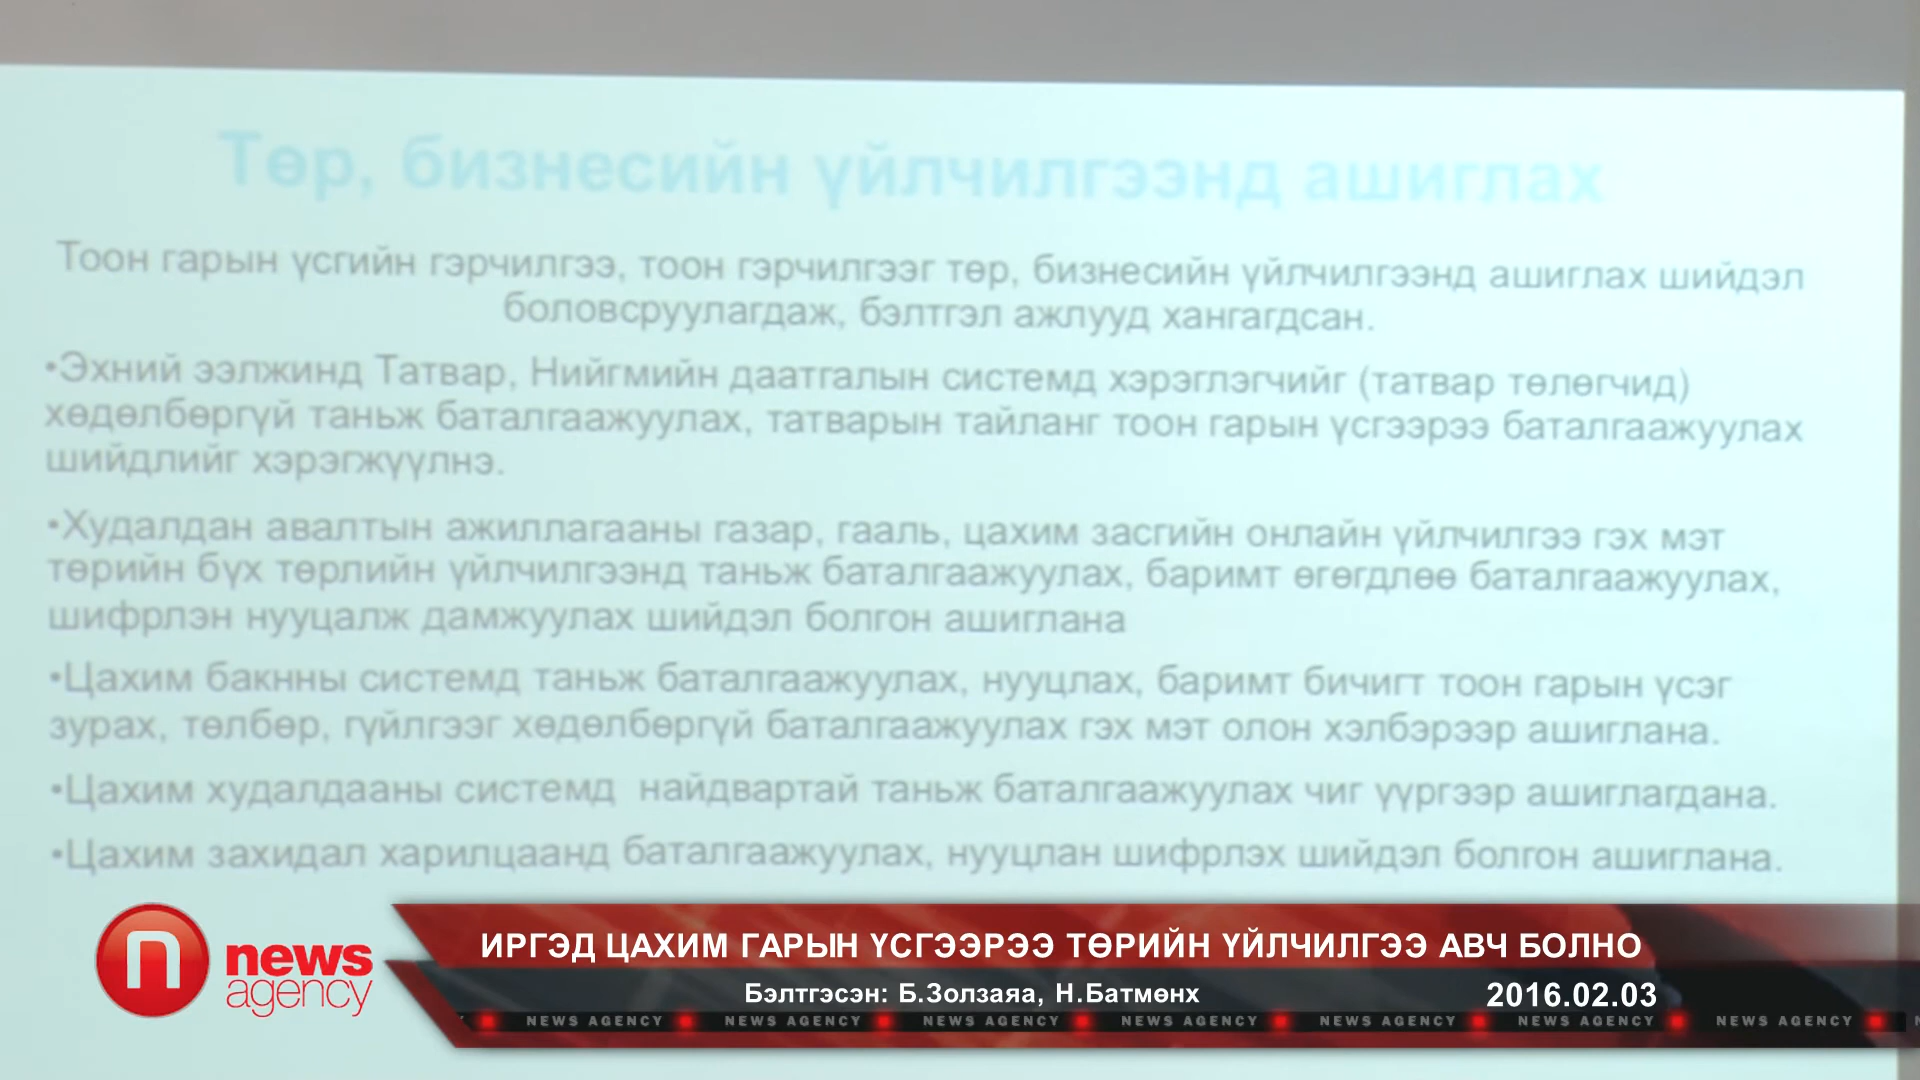 Төр, бизнесийн үйлчилгээнд ашиглах
Тоон гарын үсгийн гэрчилгээ, тоон гэрчилгээг төр, бизнесийн үйлчилгээнд ашиглах шийдэл
боловсруулагдаж, бэлтгэл ажлууд хангагдсан.
•Эхний ээлжинд Татвар, Нийгмийн даатгалын системд хэрэглэгчийг (татвар төлөгчид)
хөдөлбөргүй таньж баталгаажуулах, татварын тайланг тоон гарын үсгээрээ баталгаажуулах
шийдлийг хэрэгжүүлнэ.
•Худалдан авалтын ажиллагааны газар, гааль, цахим засгийн онлайн үйлчилгээ гэх мэт
төрийн бүх төрлийн үйлчилгээнд таньж баталгаажуулах, баримт өгөгдлөө баталгаажуулах,
шифрлэн нууцалж дамжуулах шийдэл болгон ашиглана
•Цахим бакнны системд таньж баталгаажуулах, нууцлах, баримт бичигт тоон гарын үсэг
зурах, төлбөр, гүйлгээг хөдөлбөргүй баталгаажуулах гэх мэт олон хэлбэрээр ашиглана.
•Цахим худалдааны системд найдвартай таньж баталгаажуулах чиг үүргээр ашиглагдана.
•Цахим захидал харилцаанд баталгаажуулах, нууцлан шифрлэх шийдэл болгон ашиглана.
n news agency
ИРГЭД ЦАХИМ ГАРЫН ҮСГЭЭРЭЭ ТӨРИЙН ҮЙЛЧИЛГЭЭ АВЧ БОЛНО
Бэлтгэсэн: Б.Золзаяа, Н.Батмөнх 2016.02.03
NEWS AGENCY NEWS AGENCY NEWS AGENCY NEWS AGENCY NEWS AGENCY NEWS AGENCY NEWS AGENCY